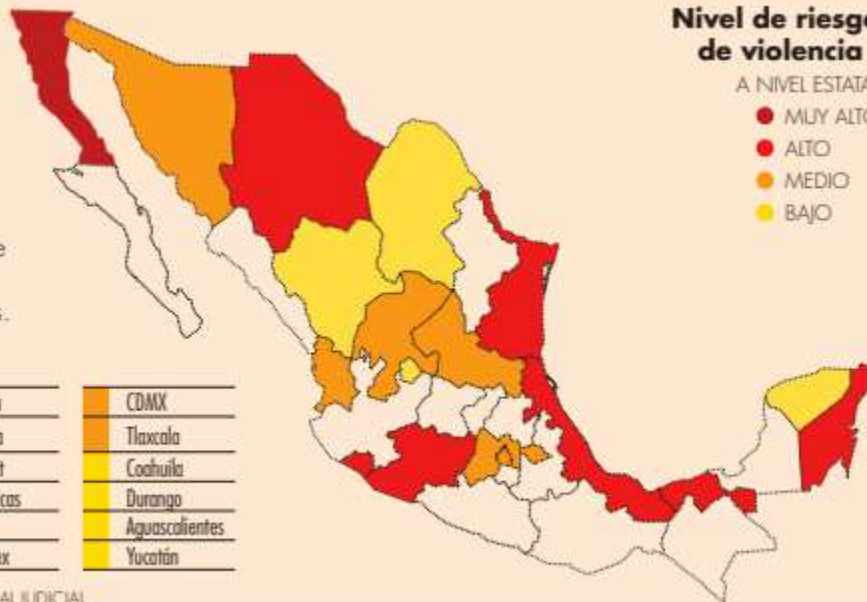 Nivel de riesgo
de violencia
A NIVEL ESTATAL
MUY ALTO
ALTO
MEDIO
BAJO
CDMX
Tlaxcala
Coahuila
Durango
Aguascalientes
Yucatán